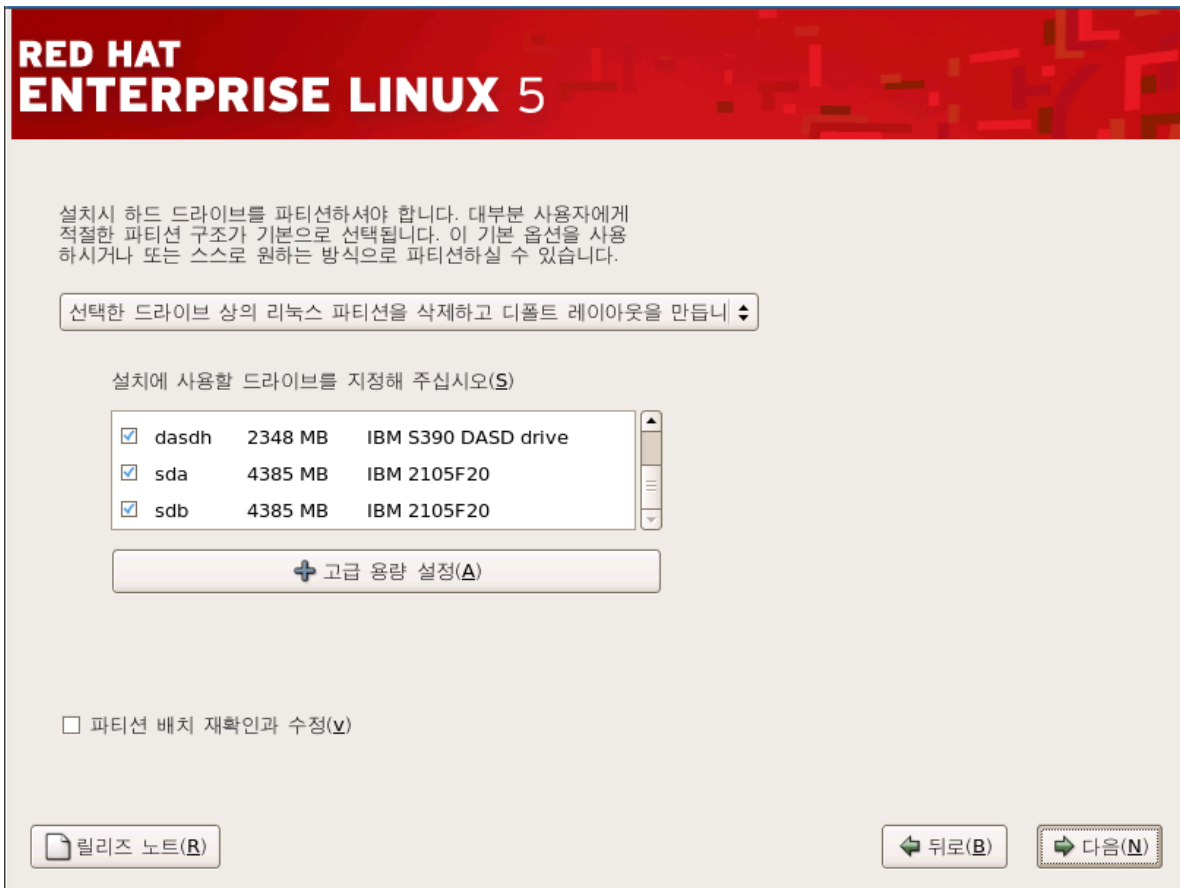 RED HAT
ENTERPRISE LINUX 5
설치시 하드 드라이브를 파티션하셔야 합니다. 대부분 사용자에게
적절한 파티션 구조가 기본으로 선택됩니다. 이 기본 옵션을 사용
하시거나 또는 스스로 원하는 방식으로 파티션하실 수 있습니다.
선택한 드라이브 상의 리눅스 파티션을 삭제하고 디폴트 레이아웃을 만듭니
설치에 사용할 드라이브를 지정해 주십시오(S)
dasdh 2348 MB IBM S390 DASD drive
sda 4385 MB IBM 2105F20
sdb 4385 MB IBM 2105F20
고급 용량 설정(A)
파티션 배치 재확인과 수정(v)
릴리즈 노트(R) 뒤로(B) 다음(N)